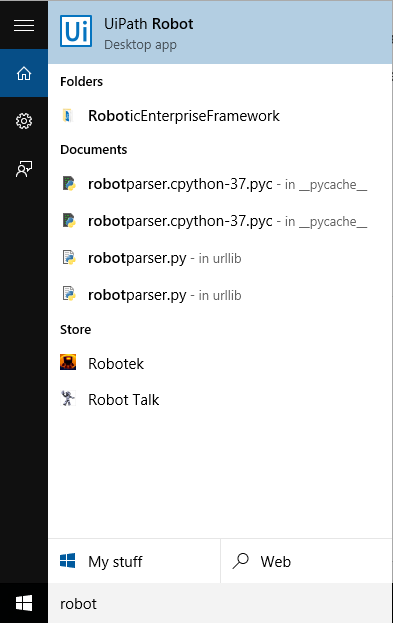 Ui
UiPath Robot
Desktop app
Folders
RoboticEnterpriseFramework
Documents
robotparser.cpython-37.pyc - in __pycache__
robotparser.cpython-37.pyc - in __pycache__
robotparser.py - in urllib
robotparser.py - in urllib
Store
Robotek
Robot Talk
My stuff
Web
robot